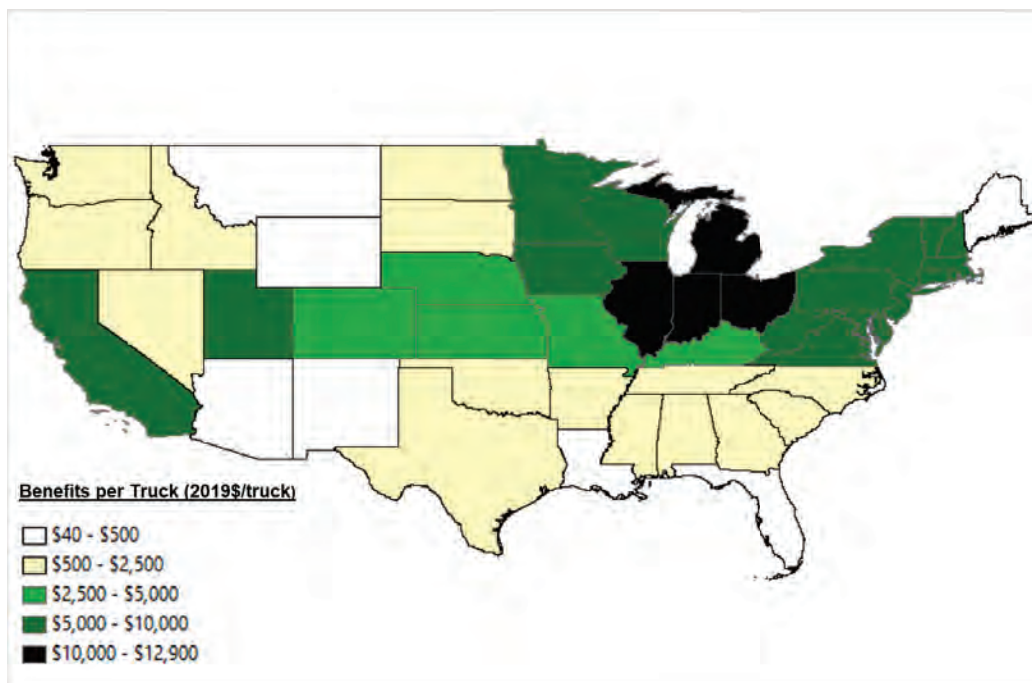 Benefits per Truck (2019$/truck)
$40 - $500
$500 - $2,500
$2,500 - $5,000
$5,000 - $10,000
$10,000 - $12,900